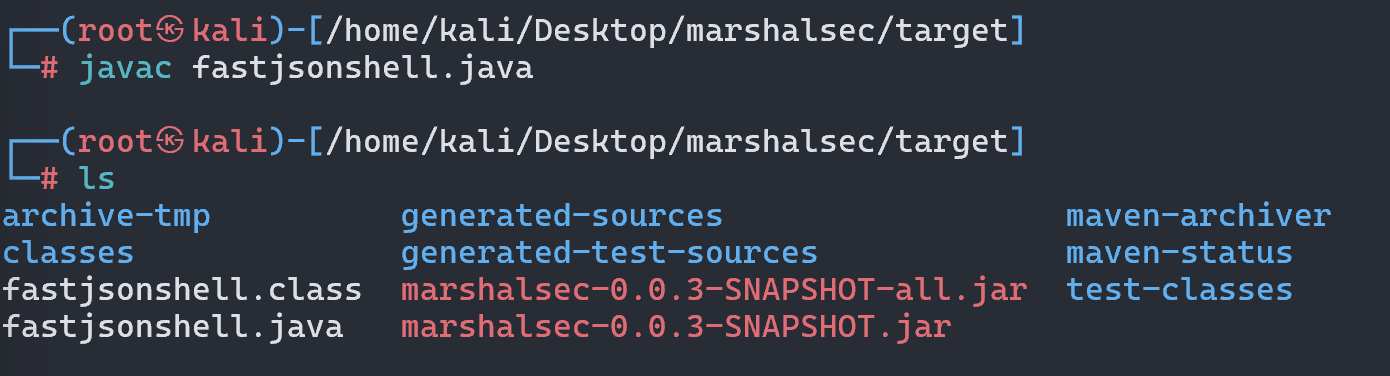 ┌──(root㉿kali)-[/home/kali/Desktop/marshalsec/target]
└─# javac fastjsonshell.java
┌──(root㉿kali)-[/home/kali/Desktop/marshalsec/target]
└─# ls
archive-tmp generated-sources maven-archiver
classes generated-test-sources maven-status
fastjsonshell.class marshalsec-0.0.3-SNAPSHOT-all.jar test-classes
fastjsonshell.java marshalsec-0.0.3-SNAPSHOT.jar